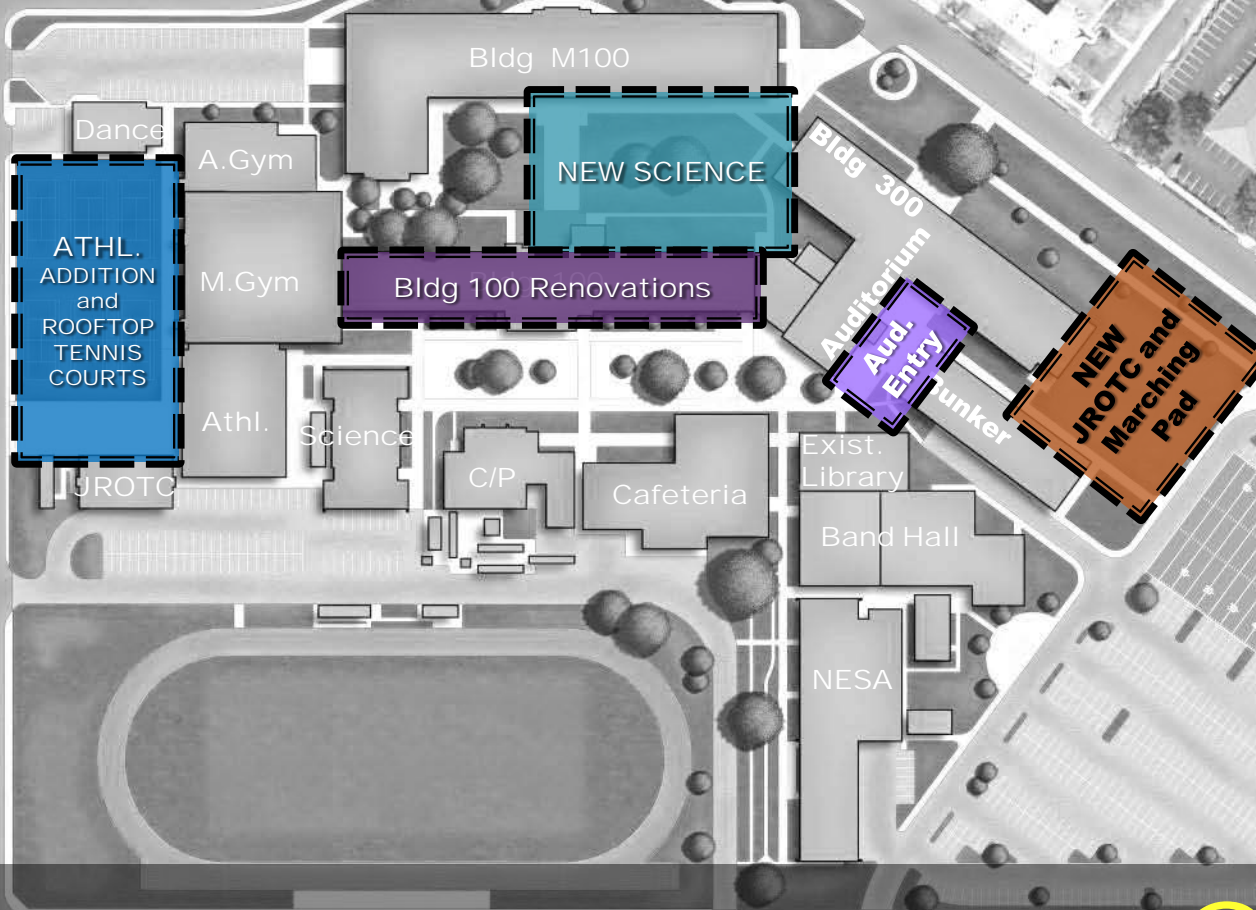 Bldg M100
Dance
A.Gym
NEW SCIENCE
Bldg 300
ATHL.
ADDITION
and
ROOFTOP
TENNIS
COURTS
M.Gym
Bldg 100 Renovations
Auditorium
Aud.
Entry
NEW
JROTC and
Marching
Pad
Bunker
Athl.
Science
JROTC
C/P
Cafeteria
Exist.
Library
Band Hall
NESA